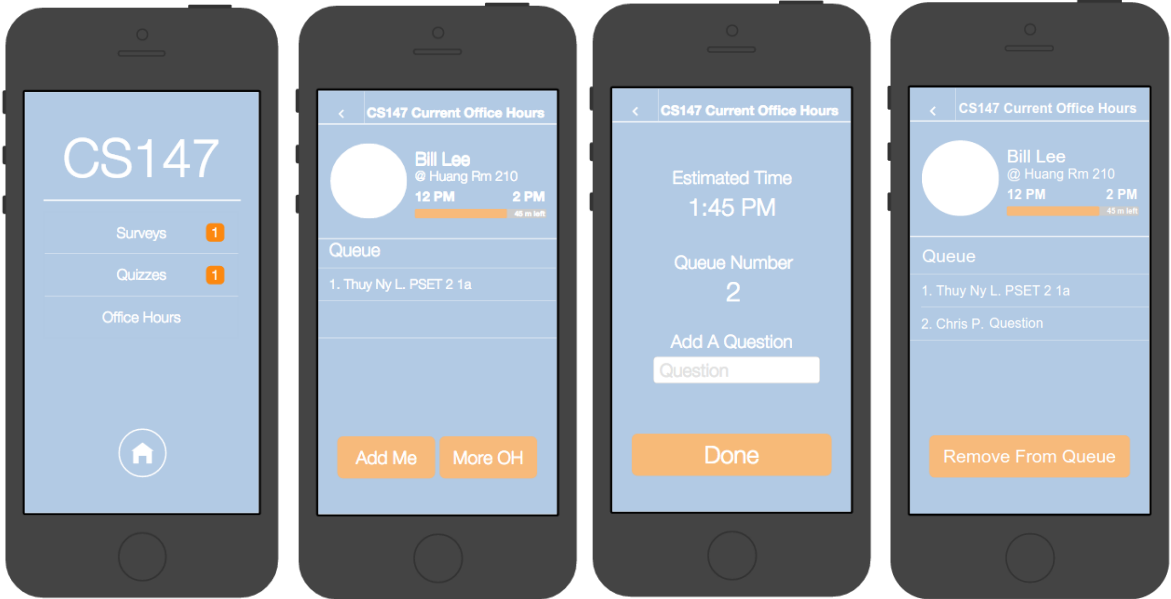 CS147
Surveys 1
Quizzes 1
Office Hours
< CS147 Current Office Hours
Bill Lee
@ Huang Rm 210
12 PM 2 PM
45 m left
Queue
1. Thuy Ny L. PSET 2 1a
Add Me More OH
< CS147 Current Office Hours
Estimated Time
1:45 PM
Queue Number
2
Add A Question
Question
Done
< CS147 Current Office Hours
Bill Lee
@ Huang Rm 210
12 PM 2 PM
45 m left
Queue
1. Thuy Ny L. PSET 2 1a
2. Chris P. Question
Remove From Queue